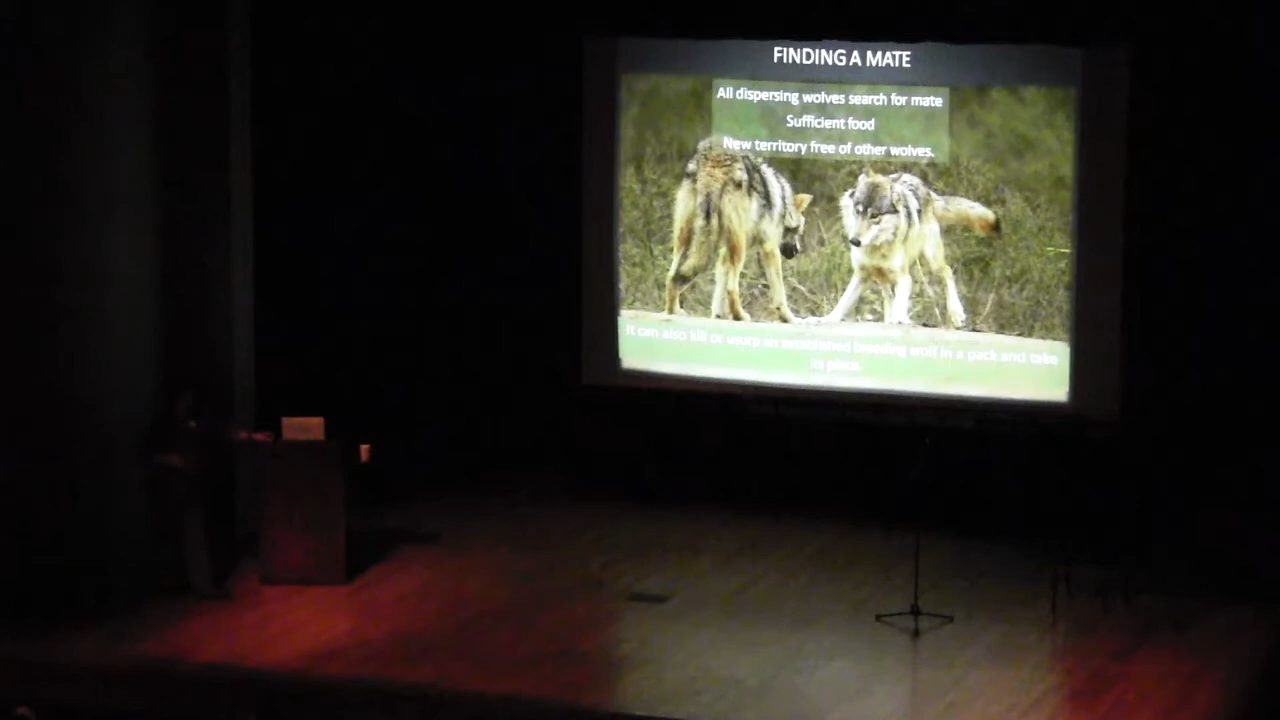 FINDING A MATE
All dispersing wolves search for mate
Sufficient food
New territory free of other wolves.
It can also kill or usurp an established breeding wolf in a pack and take
its place.